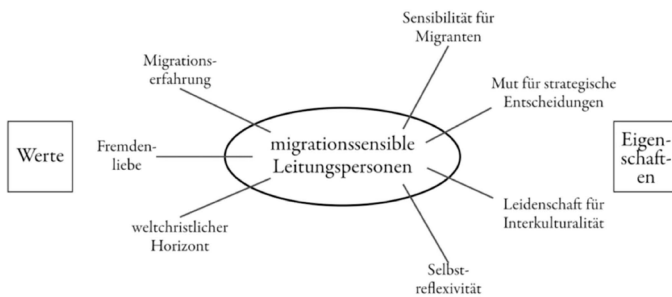 Sensibilität für
Migranten
Migrations-
erfahrung
Mut für strategische
Entscheidungen
Werte
Fremden-
liebe
migrationssensible
Leitungspersonen
Eigen-
schaft-
en
weltchristlicher
Horizont
Leidenschaft für
Interkulturalität
Selbst-
reflexivität